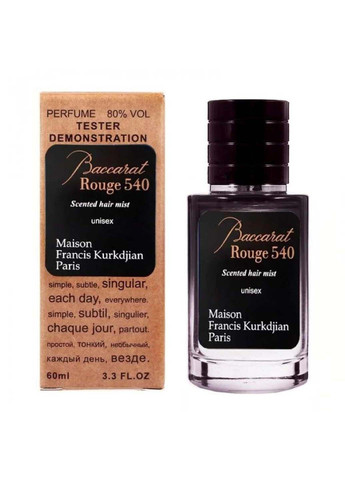 PERFUME 80% VOL
TESTER
DEMONSTRATION
Baccarat
Rouge 540
Scented hair mist
unisex
Maison
Francis Kurkdjian
Paris
simple, subtle, singular,
each day, everywhere.
simple, subtil, singulier,
chaque jour, partout.
простой, тонкий, необычный,
каждый день, везде.
60ml 3.3 FL.OZ
Baccarat
Rouge 540
Scented hair mist
unisex
Maison
Francis Kurkdjian
Paris